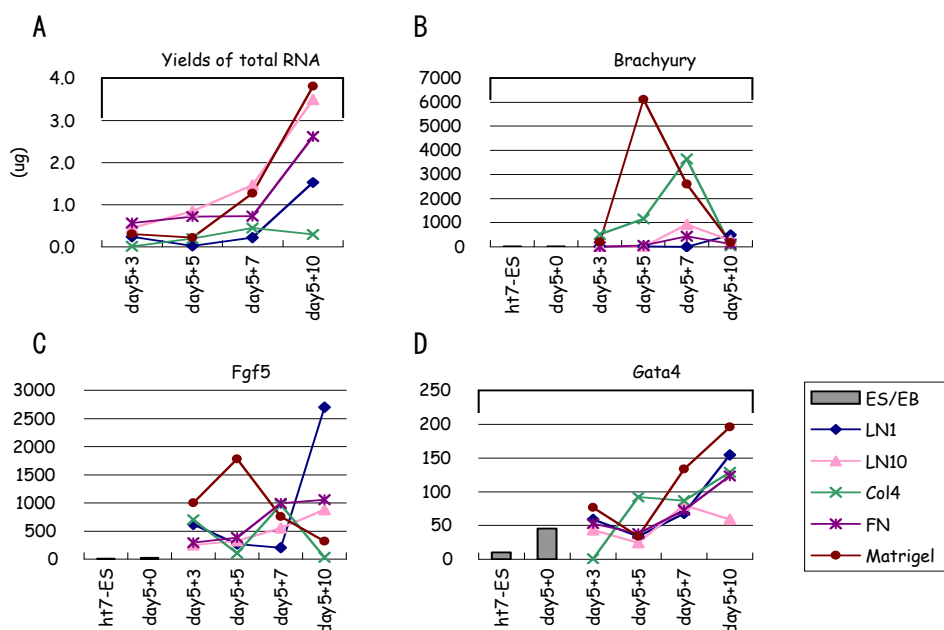 A
Yields of total RNA
4.0
3.0
2.0
1.0
0.0
(ug)
day5+3
day5+5
day5+7
day5+10
B
Brachyury
7000
6000
5000
4000
3000
2000
1000
0
ht7-ES
day5+0
day5+3
day5+5
day5+7
day5+10
C
Fgf5
3000
2500
2000
1500
1000
500
0
ht7-ES
day5+0
day5+3
day5+5
day5+7
day5+10
D
Gata4
250
200
150
100
50
0
ht7-ES
day5+0
day5+3
day5+5
day5+7
day5+10
ES/EB
LN1
LN10
Col4
FN
Matrigel